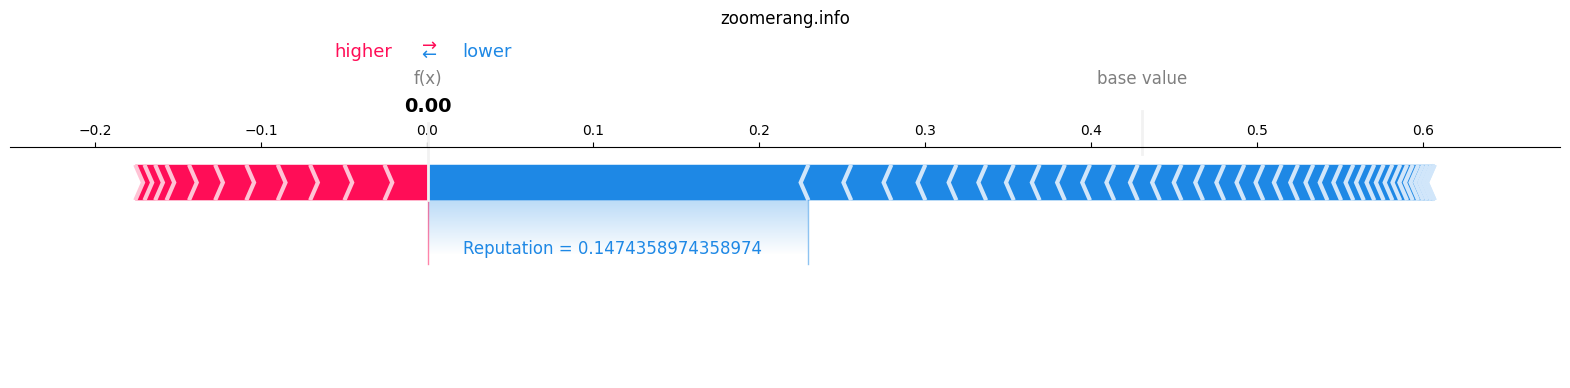 zoomerang.info
higher ⇄ lower
f(x) base value
0.00
−0.2 −0.1 0.0 0.1 0.2 0.3 0.4 0.5 0.6
Reputation = 0.1474358974358974